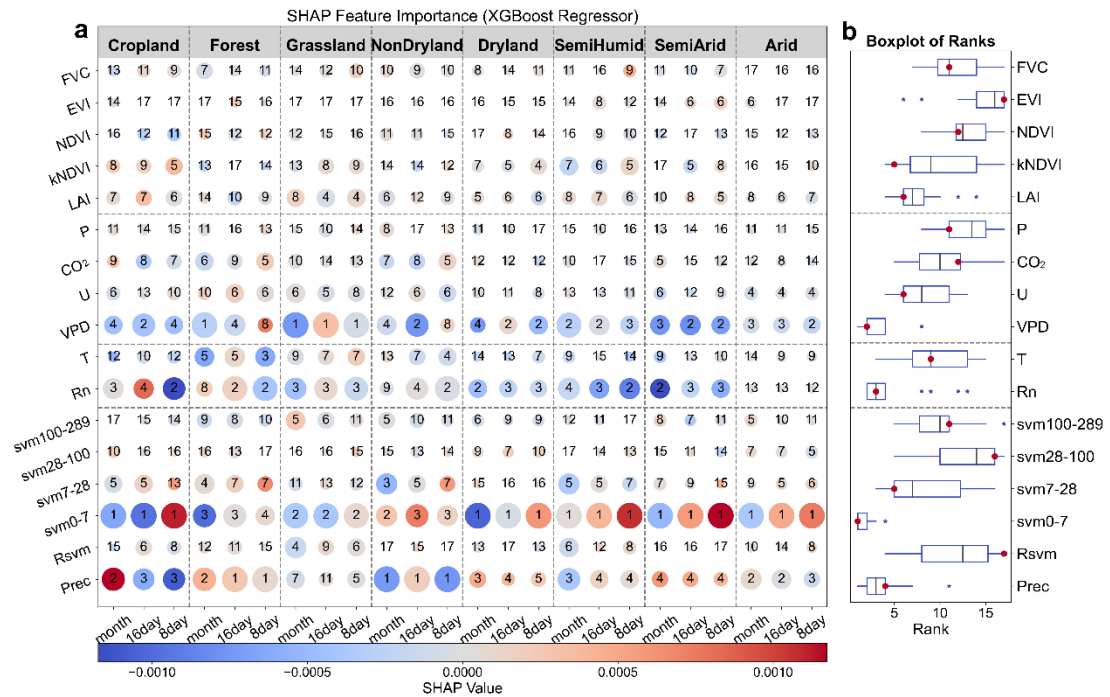 SHAP Feature Importance (XGBoost Regressor)
a
b
Cropland Forest Grassland NonDryland Dryland SemiHumid SemiArid Arid
Boxplot of Ranks
FVC 13 11 9 7 14 11 14 12 10 10 9 10 8 14 11 11 16 9 11 10 7 17 16 16 FVC
EVI 14 17 17 17 15 16 17 17 17 16 16 16 17 17 17 14 8 12 14 6 6 6 16 17 EVI
NDVI 16 12 11 15 12 12 12 15 16 11 11 15 17 8 14 16 9 10 12 17 13 15 12 13 NDVI
kNDVI 8 9 5 13 17 14 13 8 9 14 14 12 7 5 4 7 6 5 17 5 8 16 15 10 kNDVI
LAI 7 7 6 14 10 9 8 4 4 6 12 9 5 6 6 8 7 6 10 8 5 8 6 7 LAI
P 11 14 15 11 16 13 15 10 14 8 17 13 11 10 17 15 10 16 13 14 16 11 11 15 P
CO₂ 9 8 7 6 9 5 10 14 13 7 8 5 12 12 12 10 14 15 5 15 12 12 8 14 CO₂
U 6 13 10 10 6 6 6 5 8 12 6 6 10 11 8 13 13 11 6 12 9 4 4 4 U
VPD 4 2 4 1 4 8 1 1 1 4 2 8 4 2 2 2 2 3 3 2 2 3 3 2 VPD
T 12 10 12 5 5 3 9 7 7 13 7 4 14 13 7 9 15 14 9 13 10 14 9 9 T
Rn 3 4 2 8 2 2 3 3 3 9 4 2 2 3 3 4 3 2 1 3 3 13 13 12 Rn
svm100-289 17 15 14 9 8 10 5 6 11 5 10 11 6 9 9 12 11 17 8 7 11 5 10 11 svm100-289
svm28-100 10 16 16 16 13 17 16 16 15 15 15 14 9 7 10 17 14 13 15 11 14 7 7 5 svm28-100
svm7-28 5 5 13 4 7 7 11 13 12 3 5 7 15 16 16 5 5 7 7 9 15 9 5 6 svm7-28
svm0-7 1 1 1 3 3 4 2 2 2 2 3 3 1 1 1 1 1 1 1 1 1 1 1 1 svm0-7
Rsvm 15 6 8 12 11 15 4 9 6 17 13 17 13 17 13 6 12 8 16 16 17 10 14 8 Rsvm
Prec 2 3 3 2 1 1 7 11 5 1 1 1 3 4 5 3 4 4 4 4 4 2 2 3 Prec
month 16day 8day month 16day 8day month 16day 8day month 16day 8day month 16day 8day month 16day 8day month 16day 8day month 16day 8day
5 10 15
Rank
−0.0010 −0.0005 0.0000 0.0005 0.0010
SHAP Value